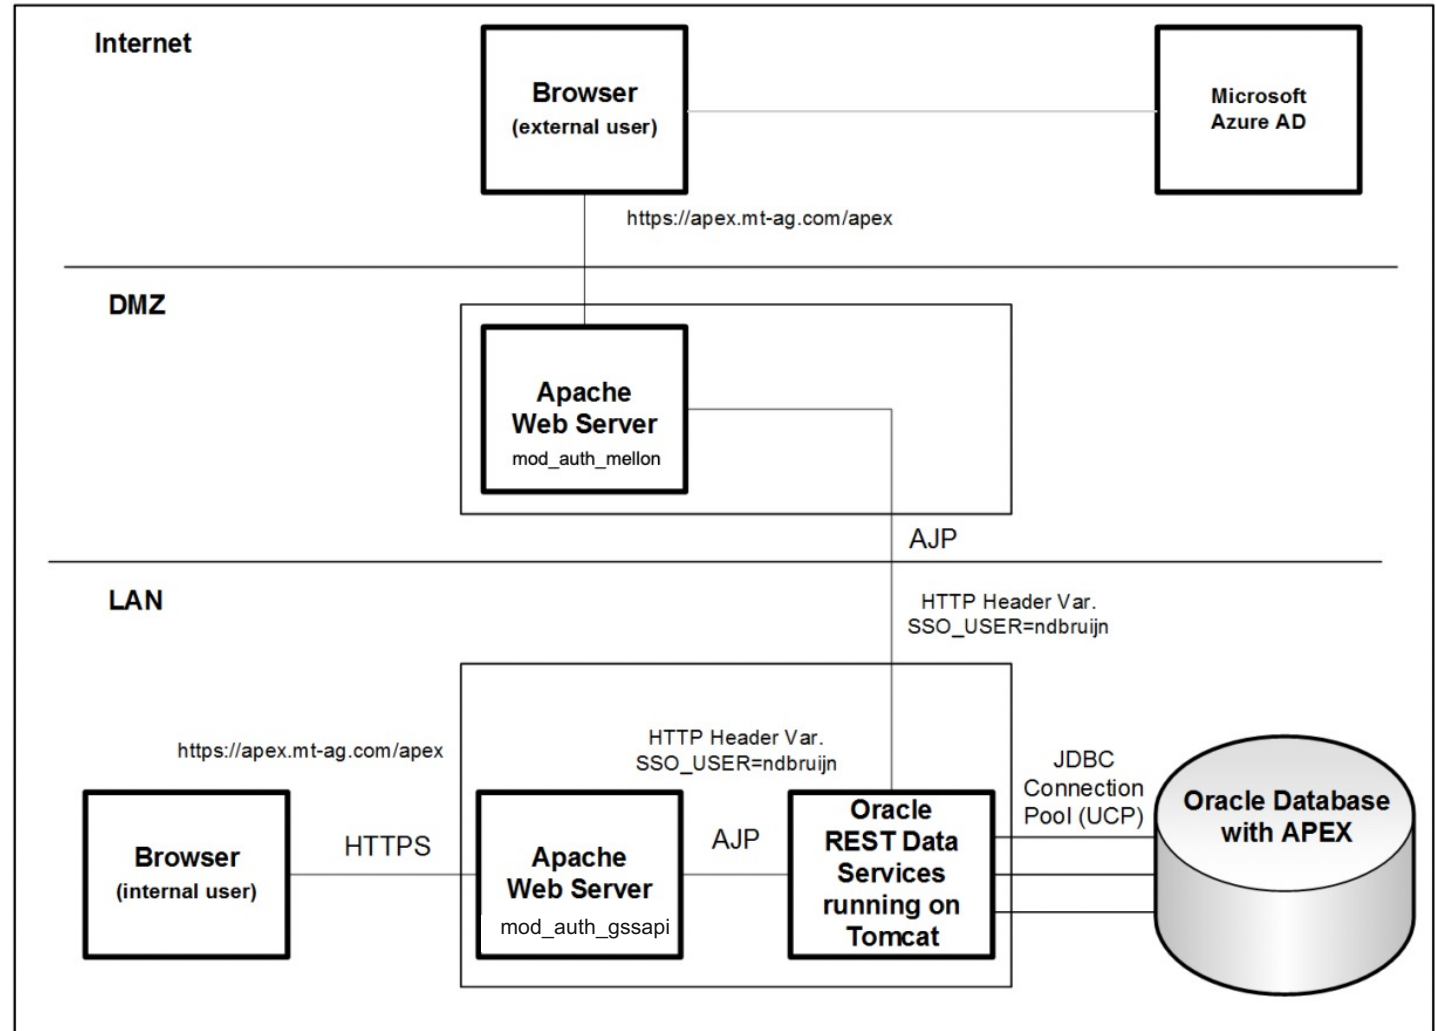 Internet
Browser
(external user)
Microsoft
Azure AD
https://apex.mt-ag.com/apex
DMZ
Apache
Web Server
mod_auth_mellon
AJP
LAN
HTTP Header Var.
SSO_USER=ndbruijn
https://apex.mt-ag.com/apex
HTTP Header Var.
SSO_USER=ndbruijn
Browser
(internal user)
HTTPS
Apache
Web Server
mod_auth_gssapi
AJP
Oracle
REST Data
Services
running on
Tomcat
JDBC
Connection
Pool (UCP)
Oracle Database
with APEX